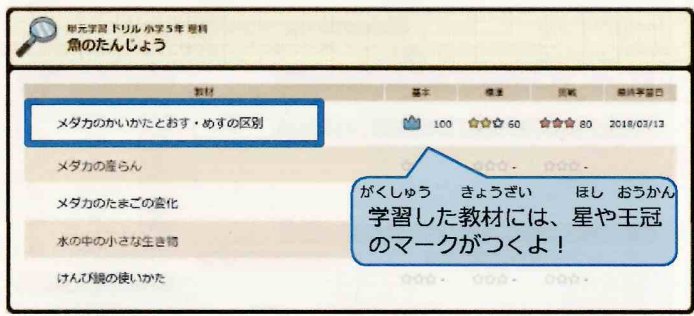 単元学習 ドリル 小学5年 理科
魚のたんじょう
教材 基本 標準 挑戦 最終学習日
メダカのかいかたとおす・めすの区別 100 ☆☆☆ 60 ☆☆☆ 80 2018/03/13
メダカの産らん ☆☆☆ - ☆☆☆ -
メダカのたまごの変化
水の中の小さな生き物
けんび鏡の使いかた ☆☆☆ - ☆☆☆ - ☆☆☆ -
がくしゅう きょうざい ほし おうかん
学習した教材には、星や王冠
のマークがつくよ！